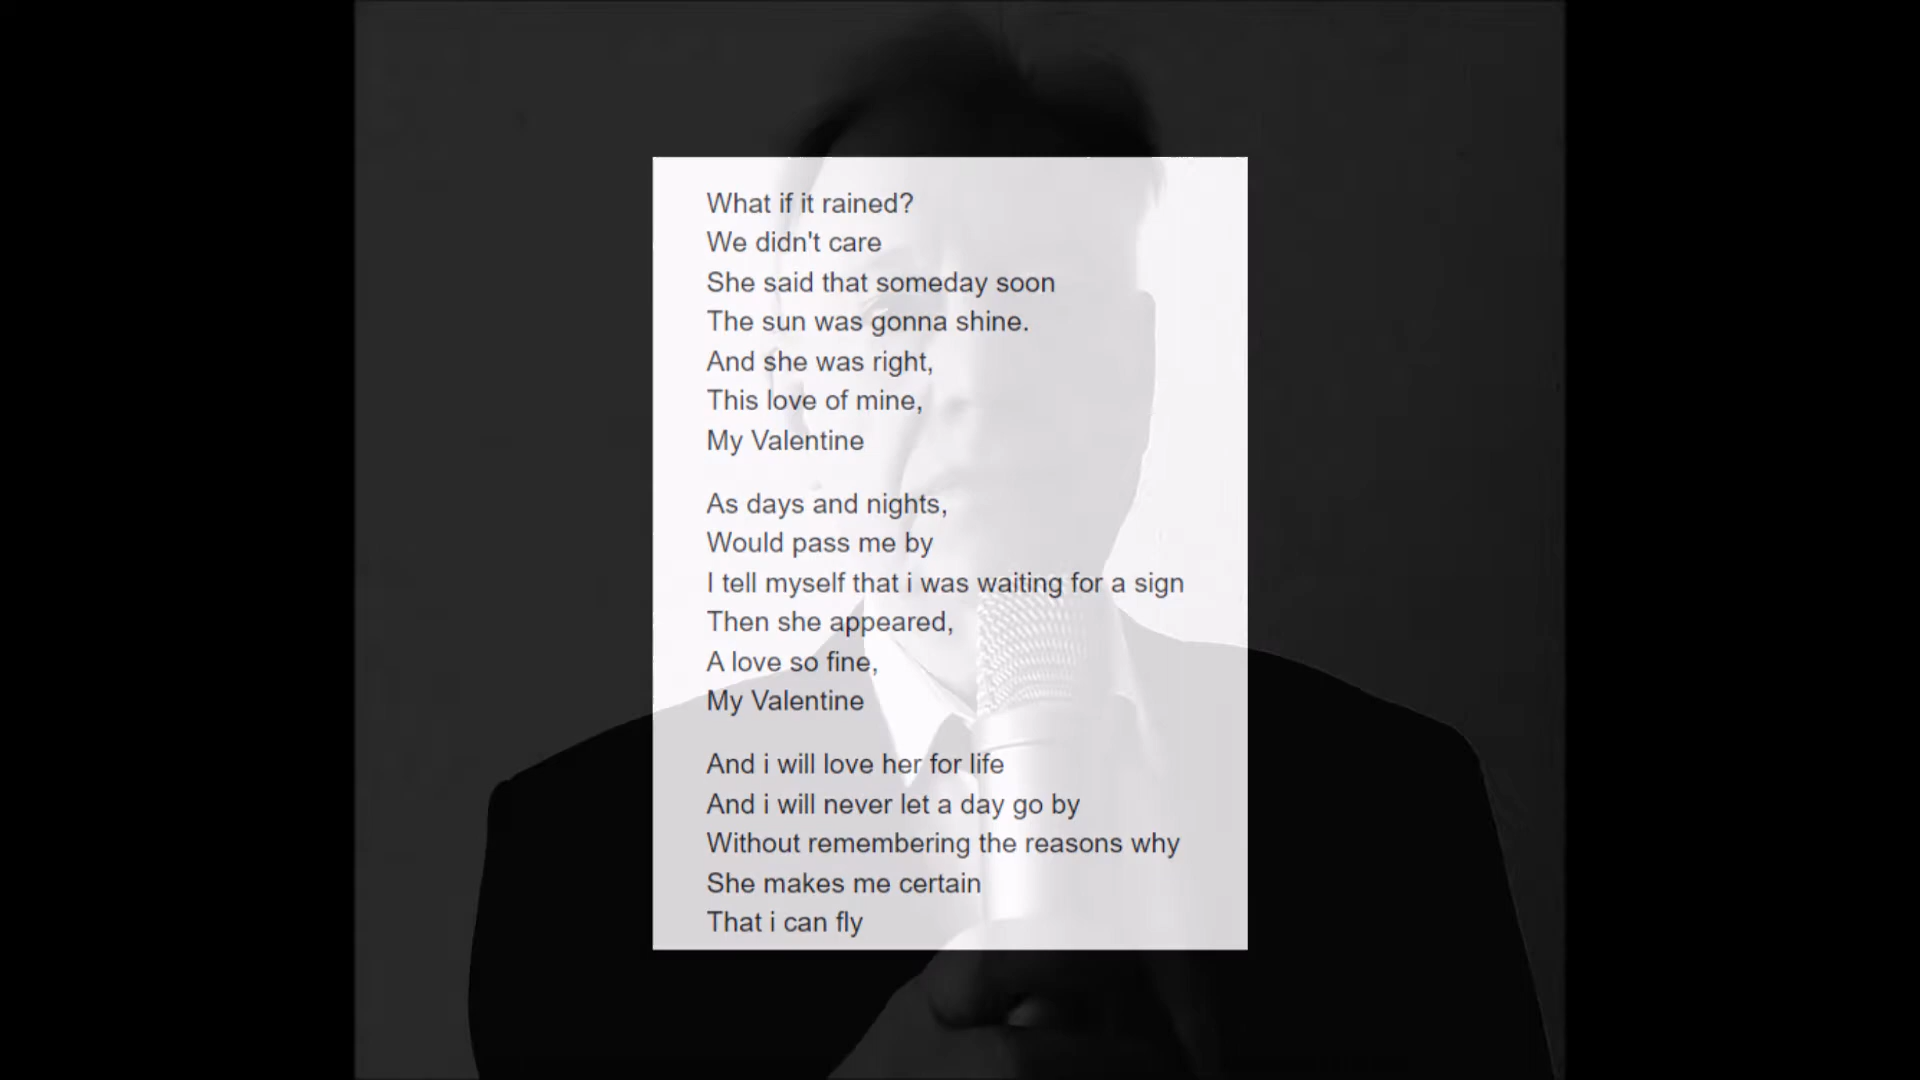 What if it rained?
We didn't care
She said that someday soon
The sun was gonna shine.
And she was right,
This love of mine,
My Valentine
As days and nights,
Would pass me by
I tell myself that i was waiting for a sign
Then she appeared,
A love so fine,
My Valentine
And i will love her for life
And i will never let a day go by
Without remembering the reasons why
She makes me certain
That i can fly